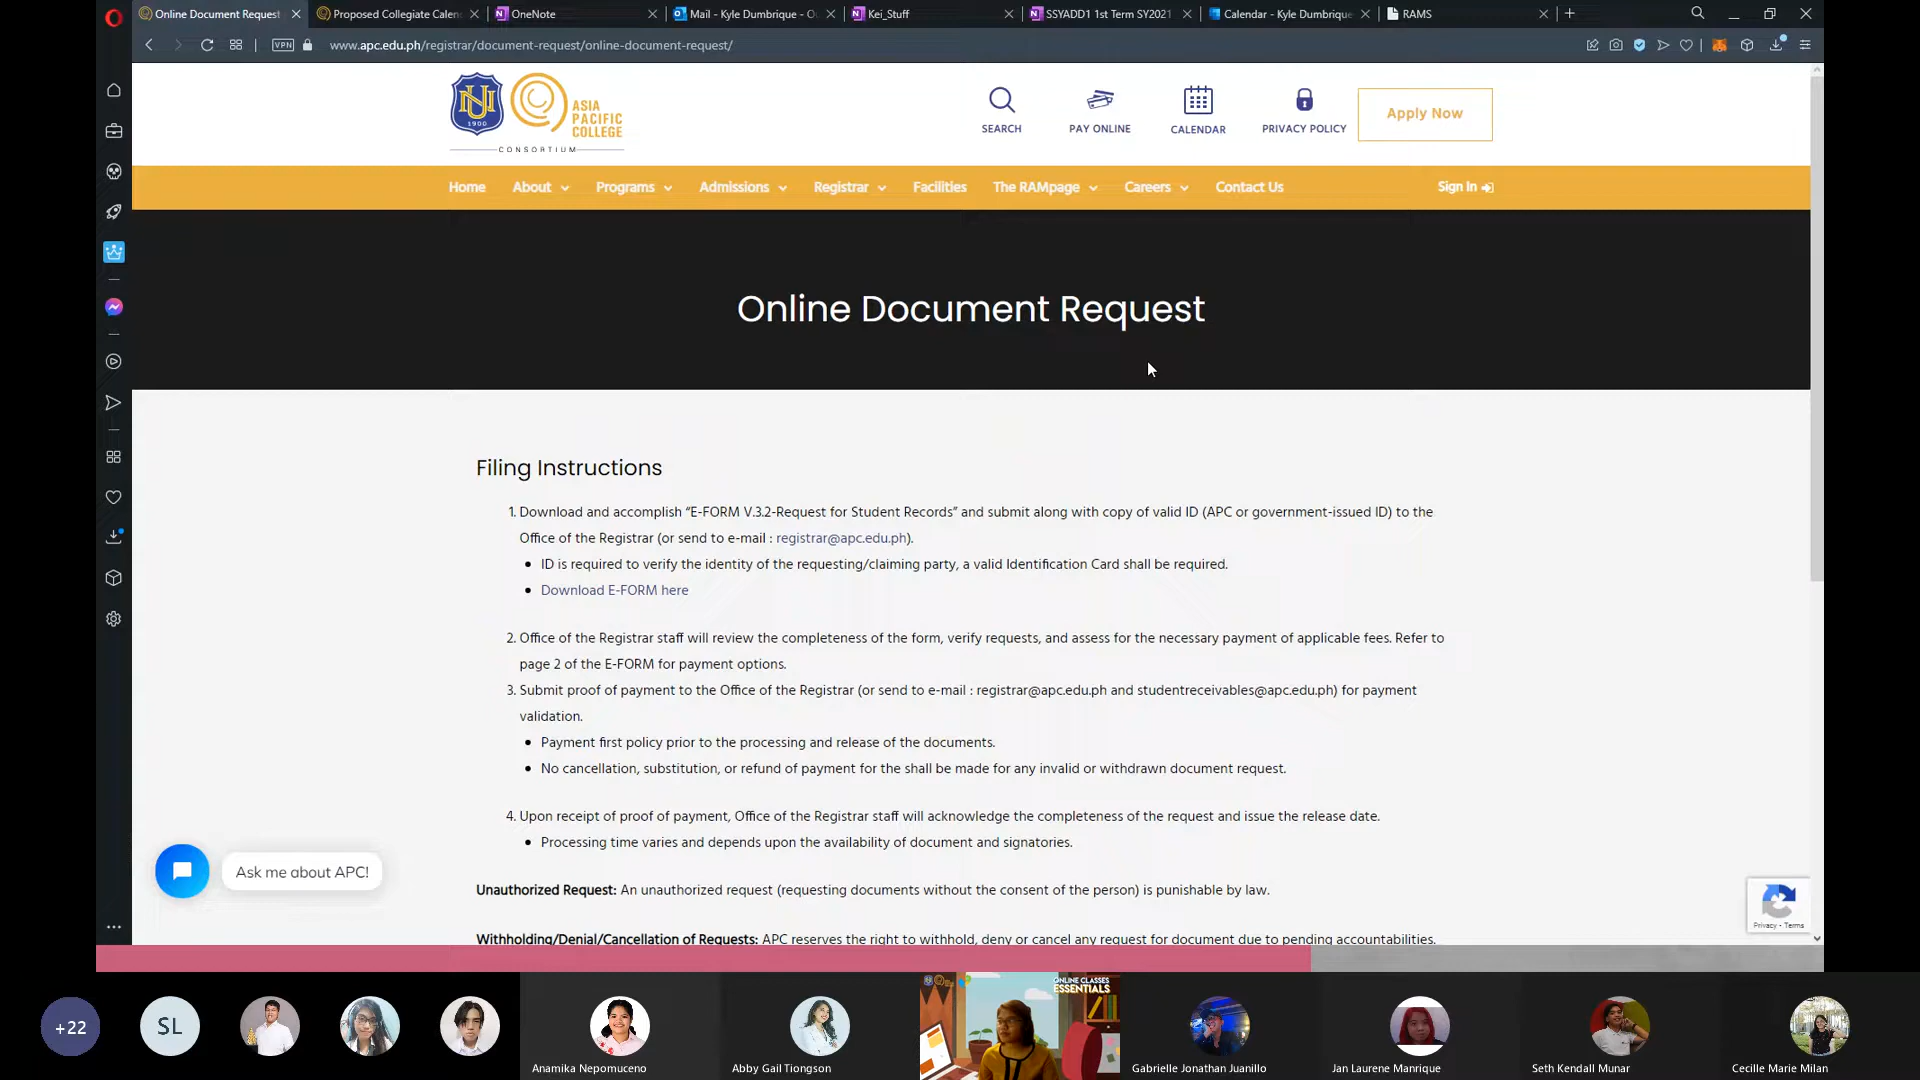 Online Document Request
Proposed Collegiate Calen
OneNote
Mail - Kyle Dumbrique - O
Kei_Stuff
SSYADD1 1st Term SY2021
Calendar - Kyle Dumbrique
RAMS
VPN
www.apc.edu.ph/registrar/document-request/online-document-request/
NU
1900
ASIA
PACIFIC
COLLEGE
CONSORTIUM
SEARCH
PAY ONLINE
CALENDAR
PRIVACY POLICY
Apply Now
Home
About
Programs
Admissions
Registrar
Facilities
The RAMpage
Careers
Contact Us
Sign In
Online Document Request
Filing Instructions
1. Download and accomplish “E-FORM V.3.2-Request for Student Records” and submit along with copy of valid ID (APC or government-issued ID) to the
Office of the Registrar (or send to e-mail : registrar@apc.edu.ph).
• ID is required to verify the identity of the requesting/claiming party, a valid Identification Card shall be required.
• Download E-FORM here
2. Office of the Registrar staff will review the completeness of the form, verify requests, and assess for the necessary payment of applicable fees. Refer to
page 2 of the E-FORM for payment options.
3. Submit proof of payment to the Office of the Registrar (or send to e-mail : registrar@apc.edu.ph and studentreceivables@apc.edu.ph) for payment
validation.
• Payment first policy prior to the processing and release of the documents.
• No cancellation, substitution, or refund of payment for the shall be made for any invalid or withdrawn document request.
4. Upon receipt of proof of payment, Office of the Registrar staff will acknowledge the completeness of the request and issue the release date.
• Processing time varies and depends upon the availability of document and signatories.
Ask me about APC!
Unauthorized Request: An unauthorized request (requesting documents without the consent of the person) is punishable by law.
Privacy - Terms
Withholding/Denial/Cancellation of Requests: APC reserves the right to withhold, deny or cancel any request for document due to pending accountabilities.
+22
SL
ONLINE CLASSES
ESSENTIALS
Anamika Nepomuceno
Abby Gail Tiongson
Gabrielle Jonathan Juanillo
Jan Laurene Manrique
Seth Kendall Munar
Cecille Marie Milan